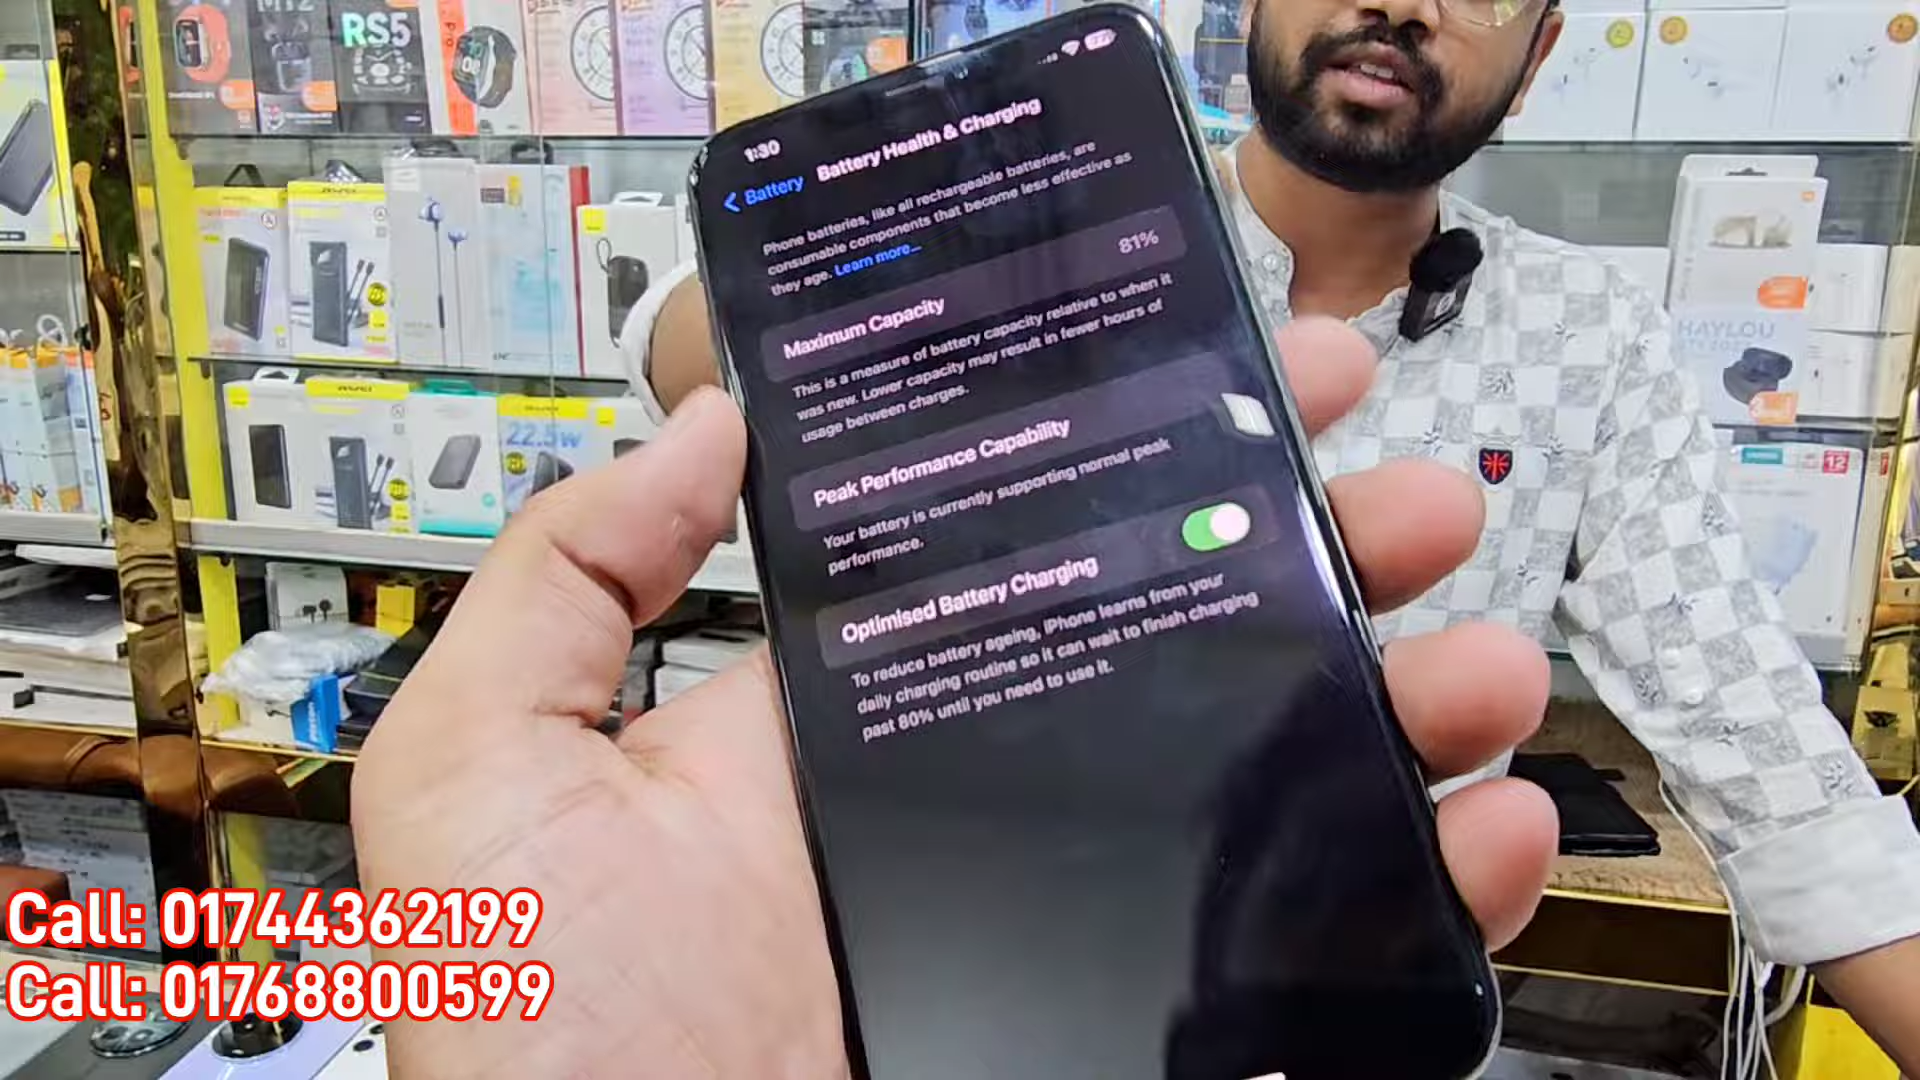 RS5
1:30
Battery
Battery Health & Charging
Phone batteries, like all rechargeable batteries, are
consumable components that become less effective as
they age. Learn more...
Maximum Capacity 81%
This is a measure of battery capacity relative to when it
was new. Lower capacity may result in fewer hours of
usage between charges.
Peak Performance Capability
Your battery is currently supporting normal peak
performance.
Optimised Battery Charging
To reduce battery ageing, iPhone learns from your
daily charging routine so it can wait to finish charging
past 80% until you need to use it.
22.5W
HAYLOU
12
Call: 01744362199
Call: 01768800599